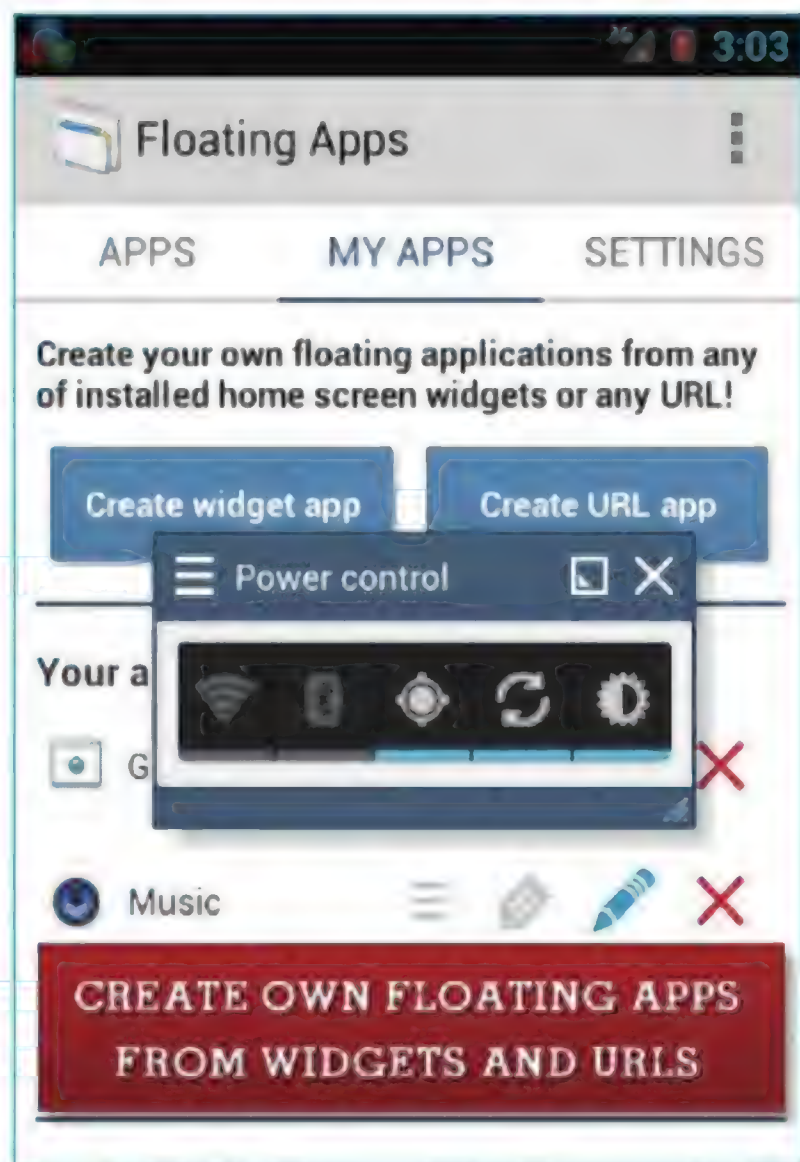 3G 3:03
Floating Apps
APPS MY APPS SETTINGS
Create your own floating applications from any
of installed home screen widgets or any URL!
Create widget app Create URL app
Power control
Your a
G
Music
CREATE OWN FLOATING APPS
FROM WIDGETS AND URLS